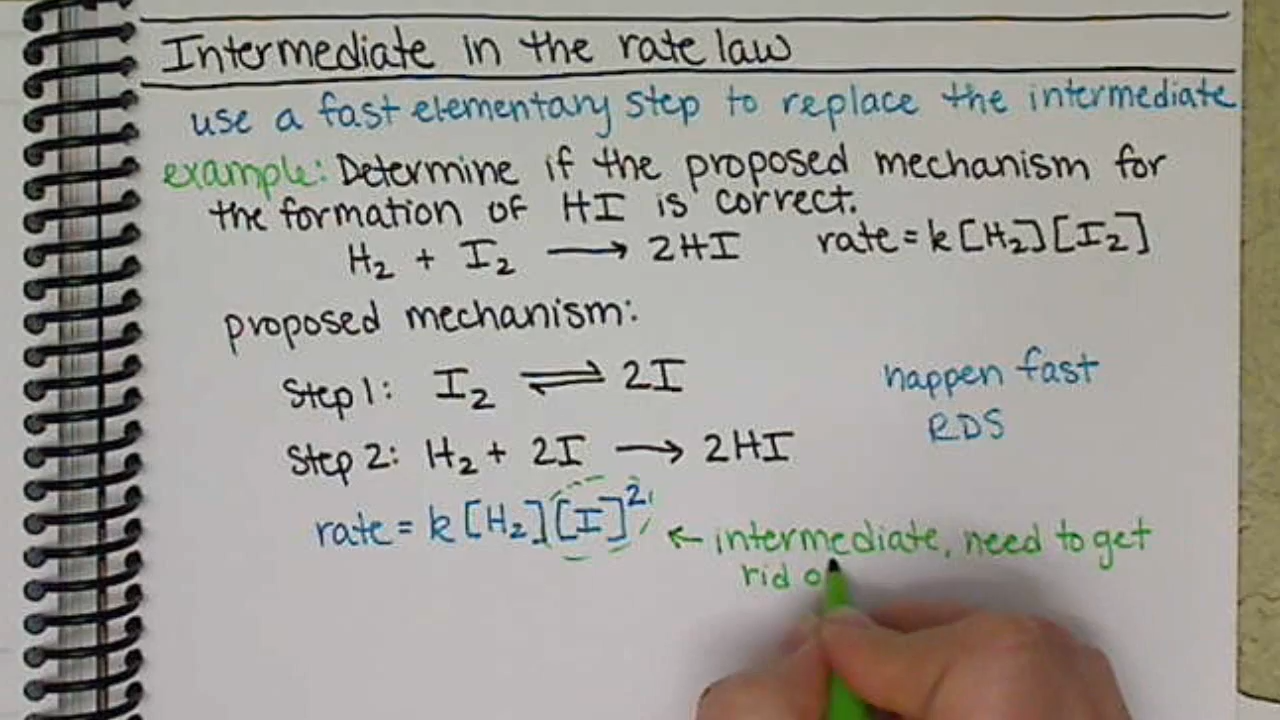 Intermediate in the rate law
use a fast elementary step to replace the intermediate
example: Determine if the proposed mechanism for
the formation of HI is correct.
H₂ + I₂ ⟶ 2HI rate = k[H₂][I₂]
proposed mechanism:
Step 1: I₂ ⇌ 2I happen fast
RDS
Step 2: H₂ + 2I ⟶ 2HI
rate = k[H₂][I]²
← intermediate, need to get
rid o